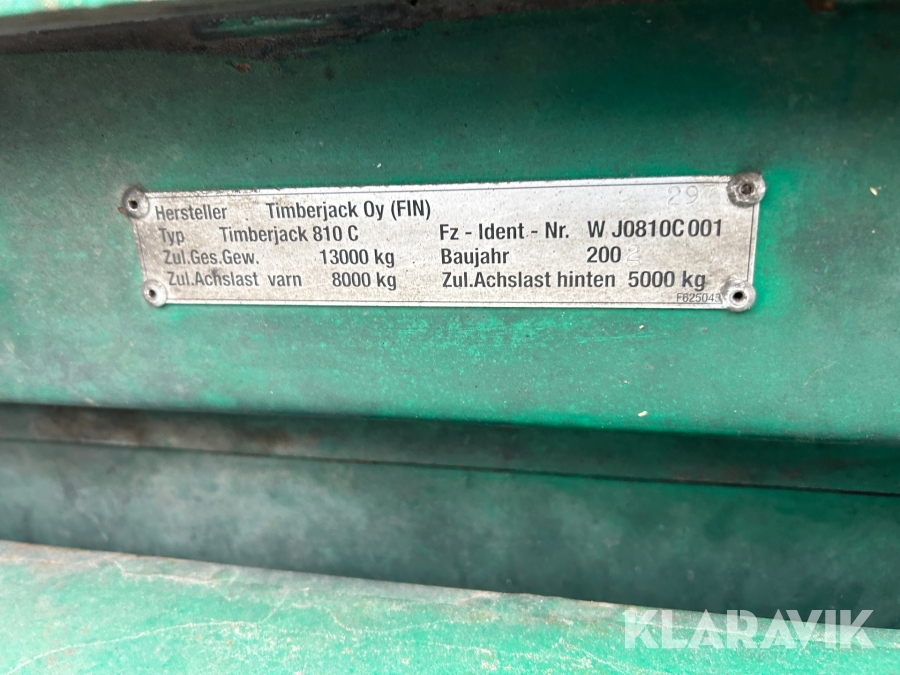 Hersteller Timberjack Oy (FIN) 29
Typ Timberjack 810 C Fz - Ident - Nr. W J0810C 001
Zul.Ges.Gew. 13000 kg Baujahr 2002
Zul.Achslast varn 8000 kg Zul.Achslast hinten 5000 kg
F625043
KLARAVIK